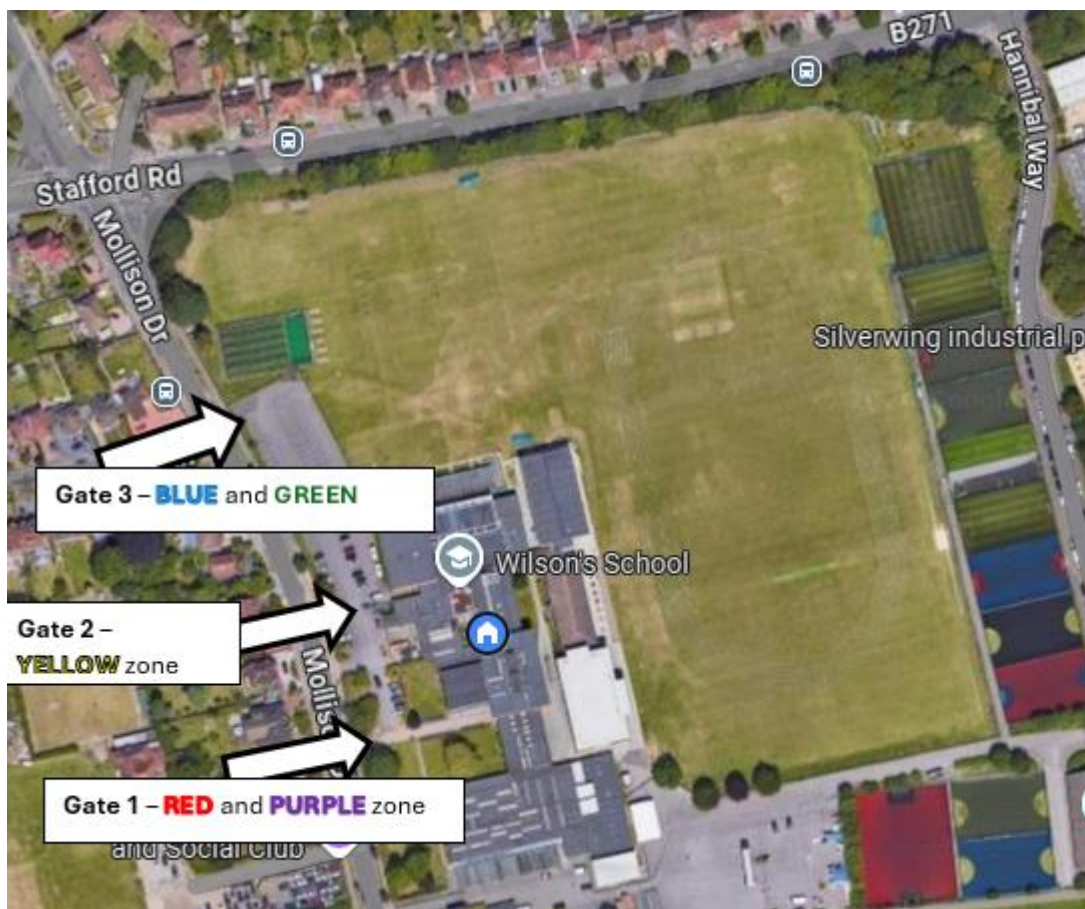 B271
Hannibal Way
Stafford Rd
Mollison Dr
Silverwing industrial p
Gate 3 – BLUE and GREEN
Wilson's School
Gate 2 –
YELLOW zone
Mollis
Gate 1 – RED and PURPLE zone
and Social Club